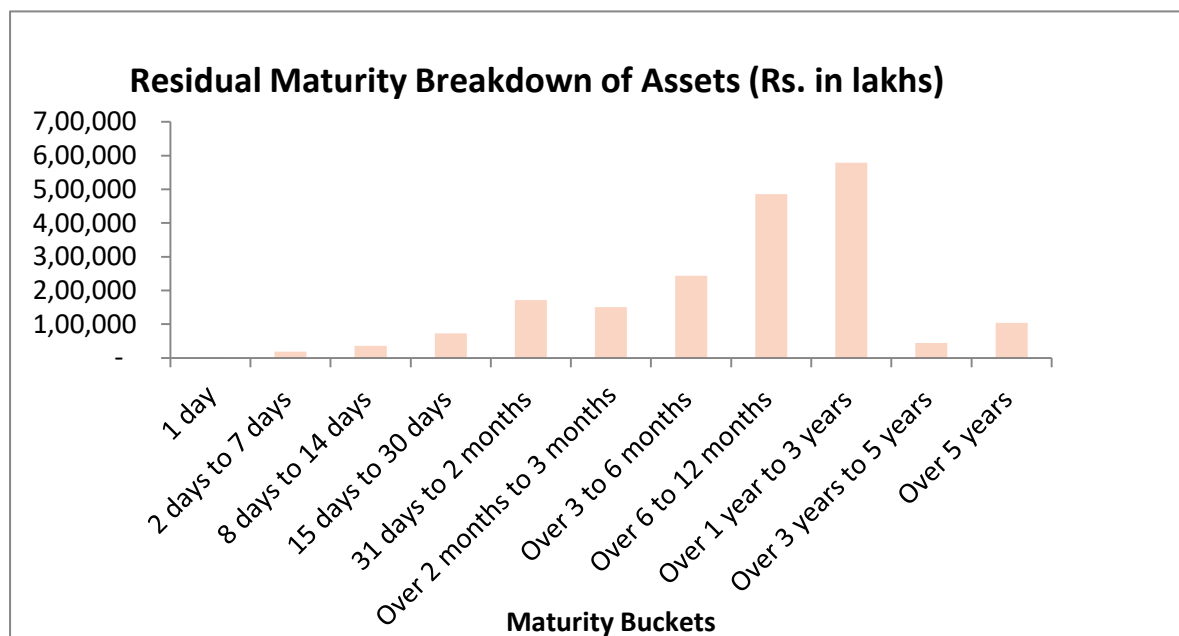 Residual Maturity Breakdown of Assets (Rs. in lakhs)
7,00,000
6,00,000
5,00,000
4,00,000
3,00,000
2,00,000
1,00,000
-
1 day
2 days to 7 days
8 days to 14 days
15 days to 30 days
31 days to 2 months
Over 2 months to 3 months
Over 3 to 6 months
Over 6 to 12 months
Over 1 year to 3 years
Over 3 years to 5 years
Over 5 years
Maturity Buckets